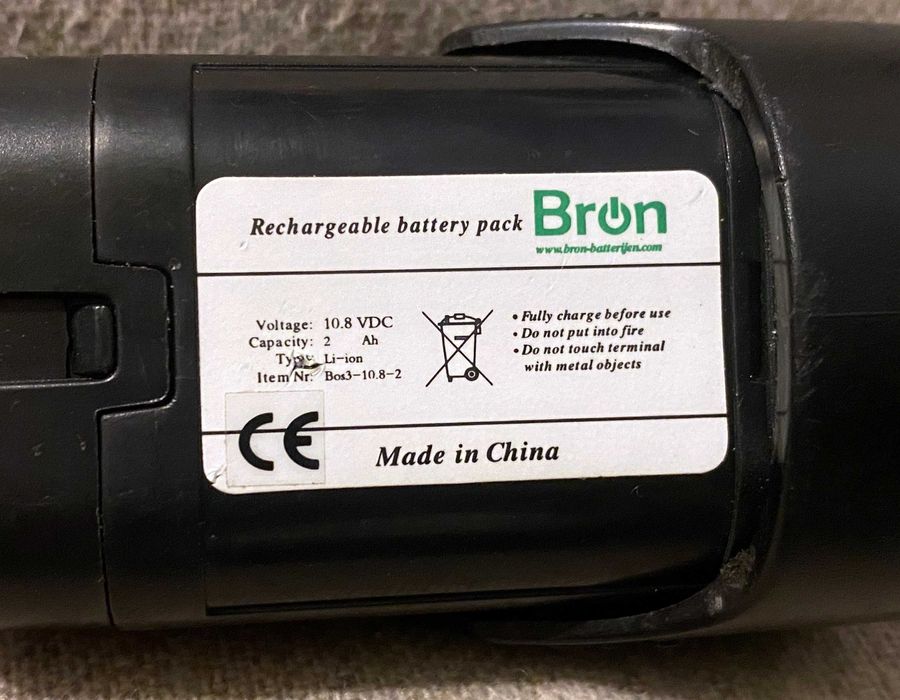 Rechargeable battery pack Bron
www.bron-batterijen.com
Voltage: 10.8 VDC
Capacity: 2 Ah
Type: Li-ion
Item Nr: Bos3-10.8-2
• Fully charge before use
• Do not put into fire
• Do not touch terminal
with metal objects
CE
Made in China